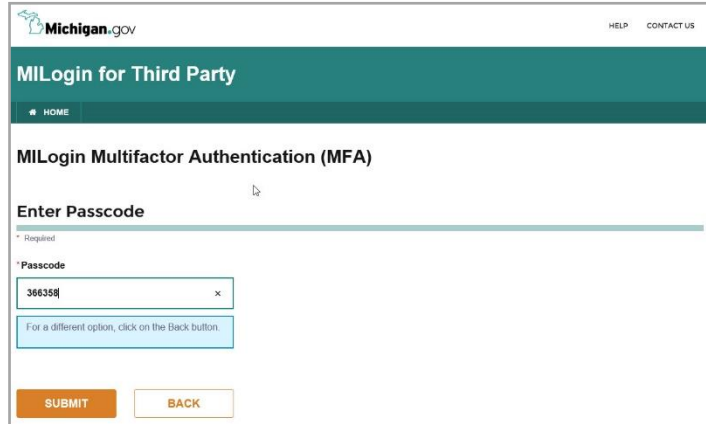 Michigan.gov
HELP CONTACT US
MILogin for Third Party
HOME
MILogin Multifactor Authentication (MFA)
Enter Passcode
* Required
*Passcode
366358 ×
For a different option, click on the Back button.
SUBMIT BACK